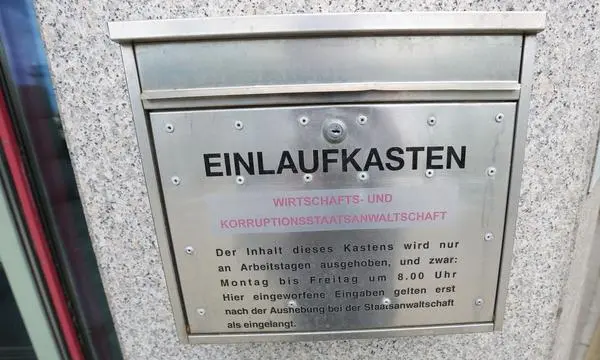 EINLAUFKASTEN
WIRTSCHAFTS- UND
KORRUPTIONSSTAATSANWALTSCHAFT
Der Inhalt dieses Kastens wird nur
an Arbeitstagen ausgehoben, und zwar:
Montag bis Freitag um 8.00 Uhr
Hier eingeworfene Eingaben gelten erst
nach der Aushebung bei der Staatsanwaltschaft
als eingelangt.